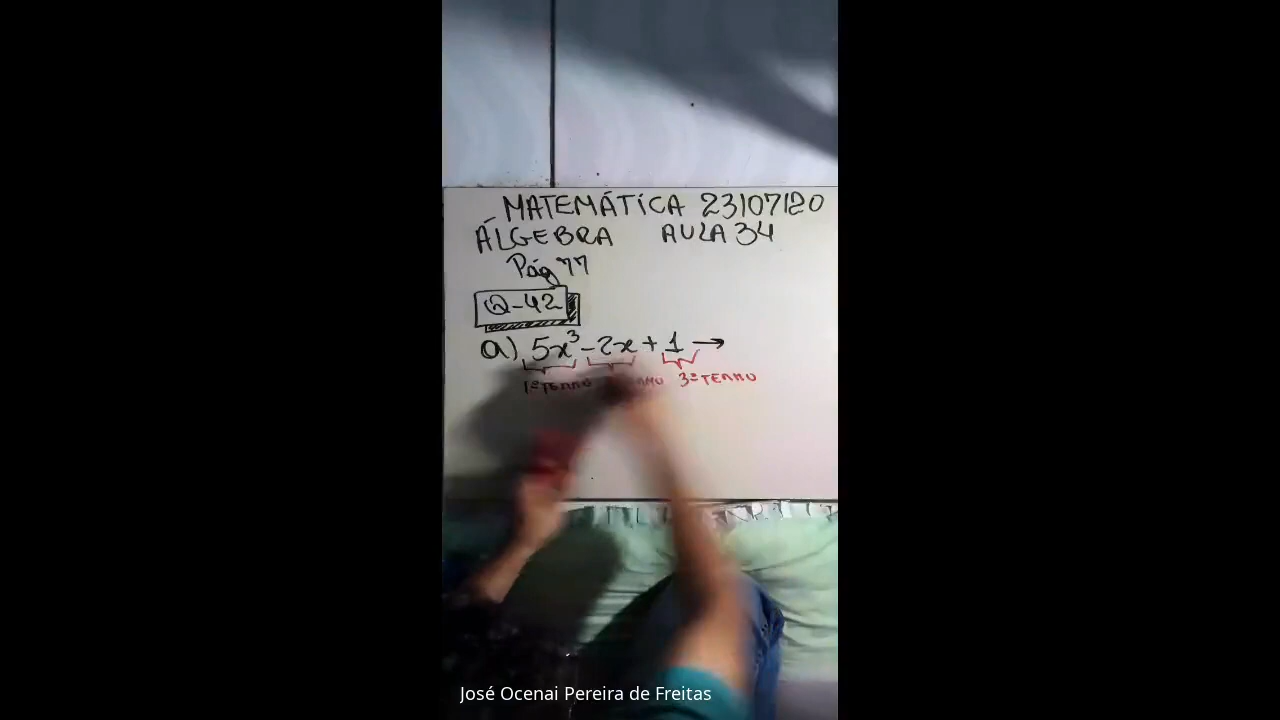 MATEMÁTICA 23/07/20
ÁLGEBRA AULA 34
Pág 77
Q-42
a) 5x³ - 2x + 1 →
1º TERMO 3º TERMO
José Ocenai Pereira de Freitas